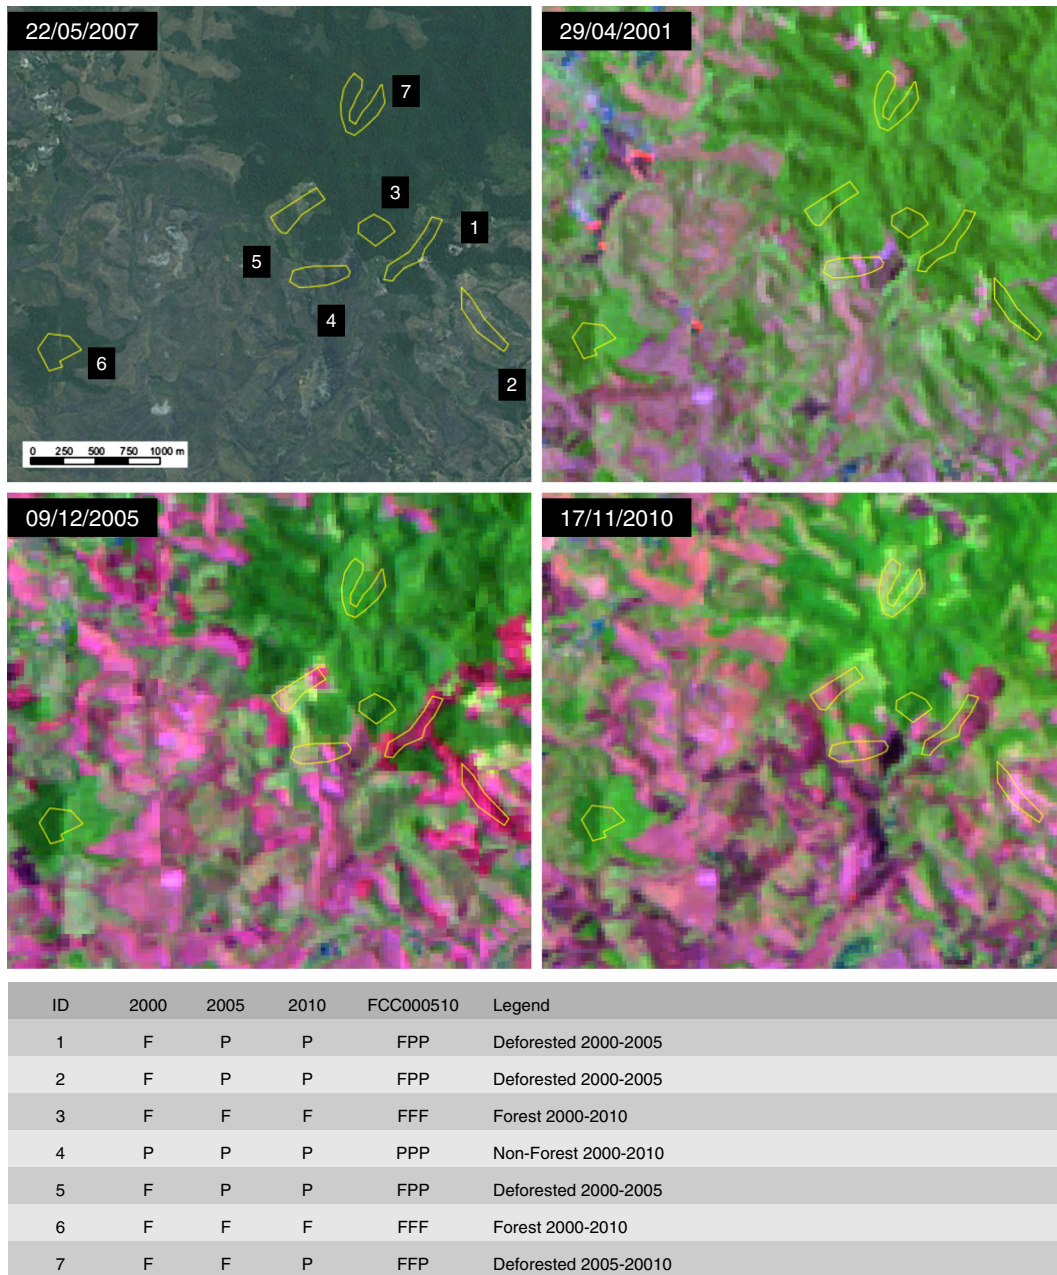 22/05/2007
29/04/2001
7
3
1
5
4
6
2
0 250 500 750 1000 m
09/12/2005
17/11/2010
ID 2000 2005 2010 FCC000510 Legend
1 F P P FPP Deforested 2000-2005
2 F P P FPP Deforested 2000-2005
3 F F F FFF Forest 2000-2010
4 P P P PPP Non-Forest 2000-2010
5 F P P FPP Deforested 2000-2005
6 F F F FFF Forest 2000-2010
7 F F P FFP Deforested 2005-20010